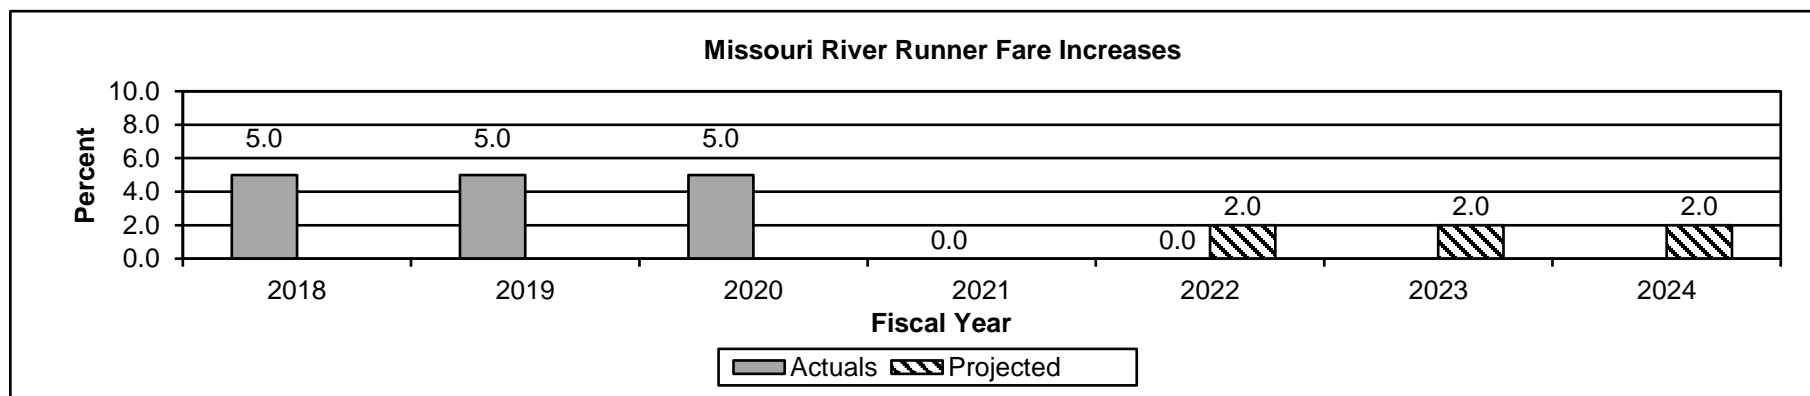 Missouri River Runner Fare Increases
10.0
8.0
6.0
4.0
2.0
0.0
Percent
5.0 5.0 5.0 0.0 0.0 2.0 2.0 2.0
2018 2019 2020 2021 2022 2023 2024
Fiscal Year
Actuals Projected